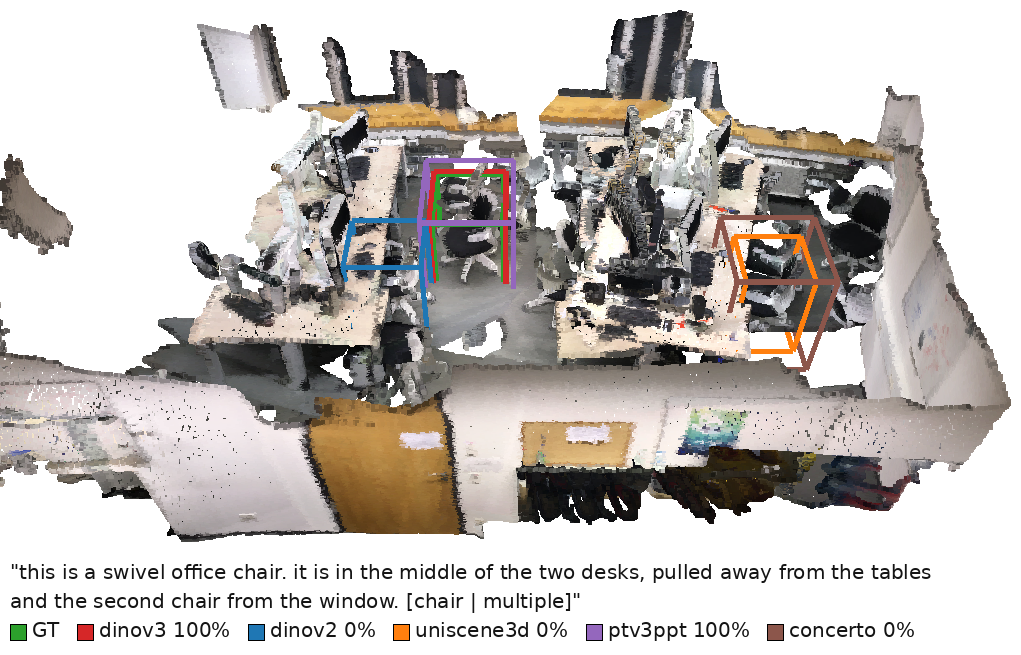 "this is a swivel office chair. it is in the middle of the two desks, pulled away from the tables
and the second chair from the window. [chair | multiple]"
GT dinov3 100% dinov2 0% uniscene3d 0% ptv3ppt 100% concerto 0%